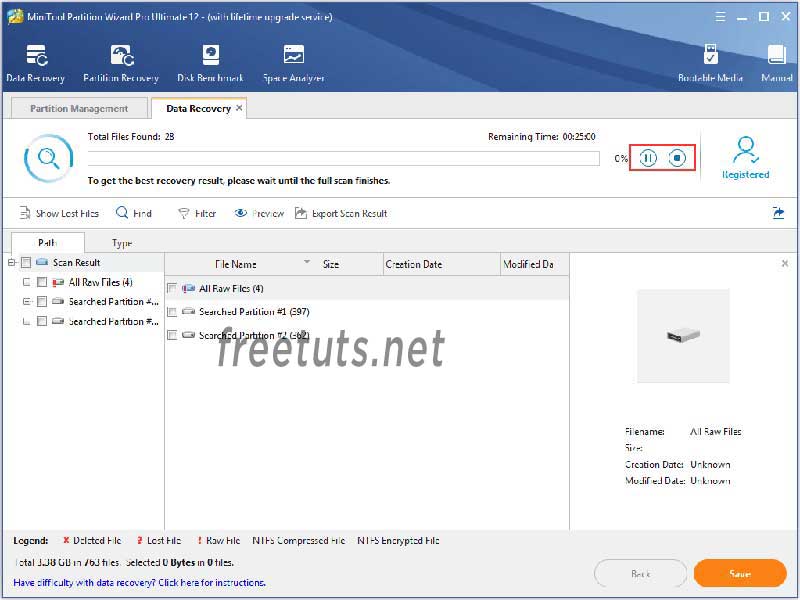 MiniTool Partition Wizard Pro Ultimate 12 - (with lifetime upgrade service)
Data Recovery Partition Recovery Disk Benchmark Space Analyzer Bootable Media Manual
Partition Management Data Recovery
Total Files Found: 28 Remaining Time: 00:25:00
0%
To get the best recovery result, please wait until the full scan finishes.
Registered
Show Lost Files Find Filter Preview Export Scan Result
Path Type
Scan Result File Name Size Creation Date Modified Da
All Raw Files (4) All Raw Files (4)
Searched Partition #... Searched Partition #1 (397)
Searched Partition #... Searched Partition #2 (362)
freetuts.net
Filename: All Raw Files
Size:
Creation Date: Unknown
Modified Date: Unknown
Legend: x Deleted File ? Lost File ! Raw File NTFS Compressed File NTFS Encrypted File
Total 3.38 GB in 763 files. Selected 0 Bytes in 0 files.
Have difficulty with data recovery? Click here for instructions.
Back Save